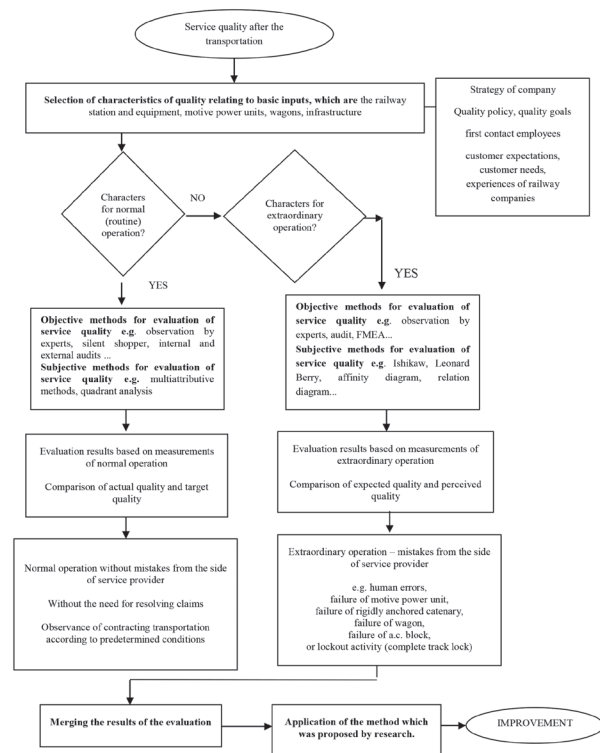 Service quality after the
transportation
Selection of characteristics of quality relating to basic inputs, which are the railway
station and equipment, motive power units, wagons, infrastructure
Strategy of company
Quality policy, quality goals
first contact employees
customer expectations,
customer needs,
experiences of railway
companies
Characters
for normal
(routine)
operation?
NO
Characters for
extraordinary
operation?
YES
YES
Objective methods for evaluation of
service quality e.g. observation by
experts, silent shopper, internal and
external audits ...
Subjective methods for evaluation of
service quality e.g. multiattributive
methods, quadrant analysis
Objective methods for evaluation of
service quality e.g. observation by
experts, audit, FMEA...
Subjective methods for evaluation of
service quality e.g. Ishikaw, Leonard
Berry, affinity diagram, relation
diagram...
Evaluation results based on measurements
of normal operation
Comparison of actual quality and target
quality
Evaluation results based on measurements of
extraordinary operation
Comparison of expected quality and perceived
quality
Normal operation without mistakes from the side
of service provider
Without the need for resolving claims
Observance of contracting transportation
according to predetermined conditions
Extraordinary operation – mistakes from the side
of service provider
e.g. human errors,
failure of motive power unit,
failure of rigidly anchored catenary,
failure of wagon,
failure of a.c. block,
or lockout activity (complete track lock)
Merging the results of the evaluation
Application of the method which
was proposed by research.
IMPROVEMENT